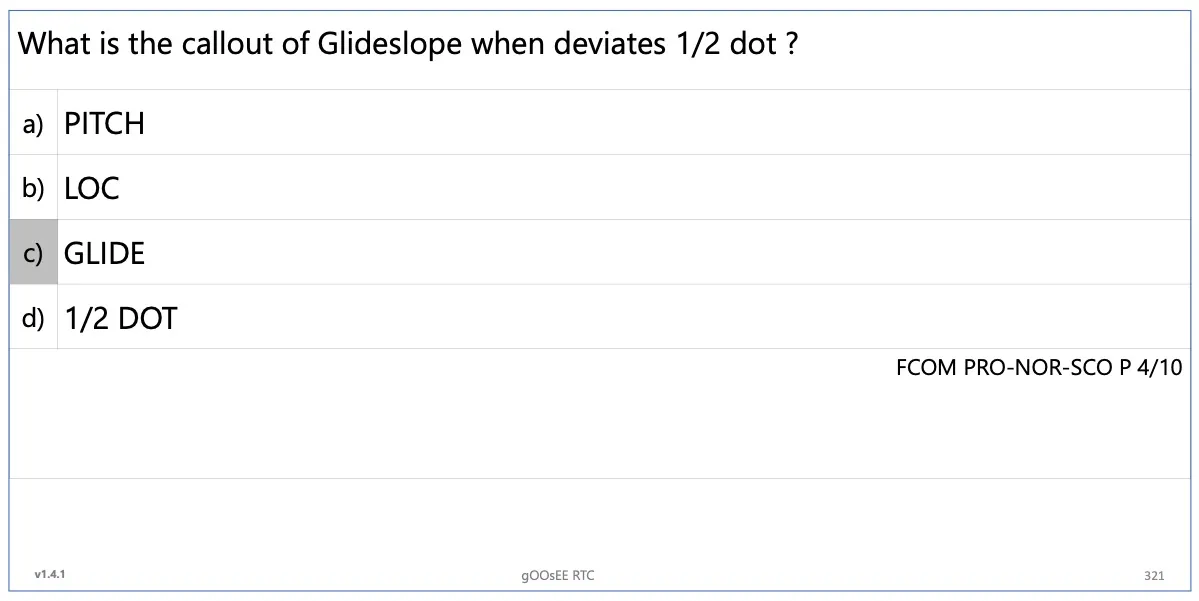 What is the callout of Glideslope when deviates 1/2 dot ?
a) PITCH
b) LOC
c) GLIDE
d) 1/2 DOT
FCOM PRO-NOR-SCO P 4/10
v1.4.1 gOOsEE RTC 321